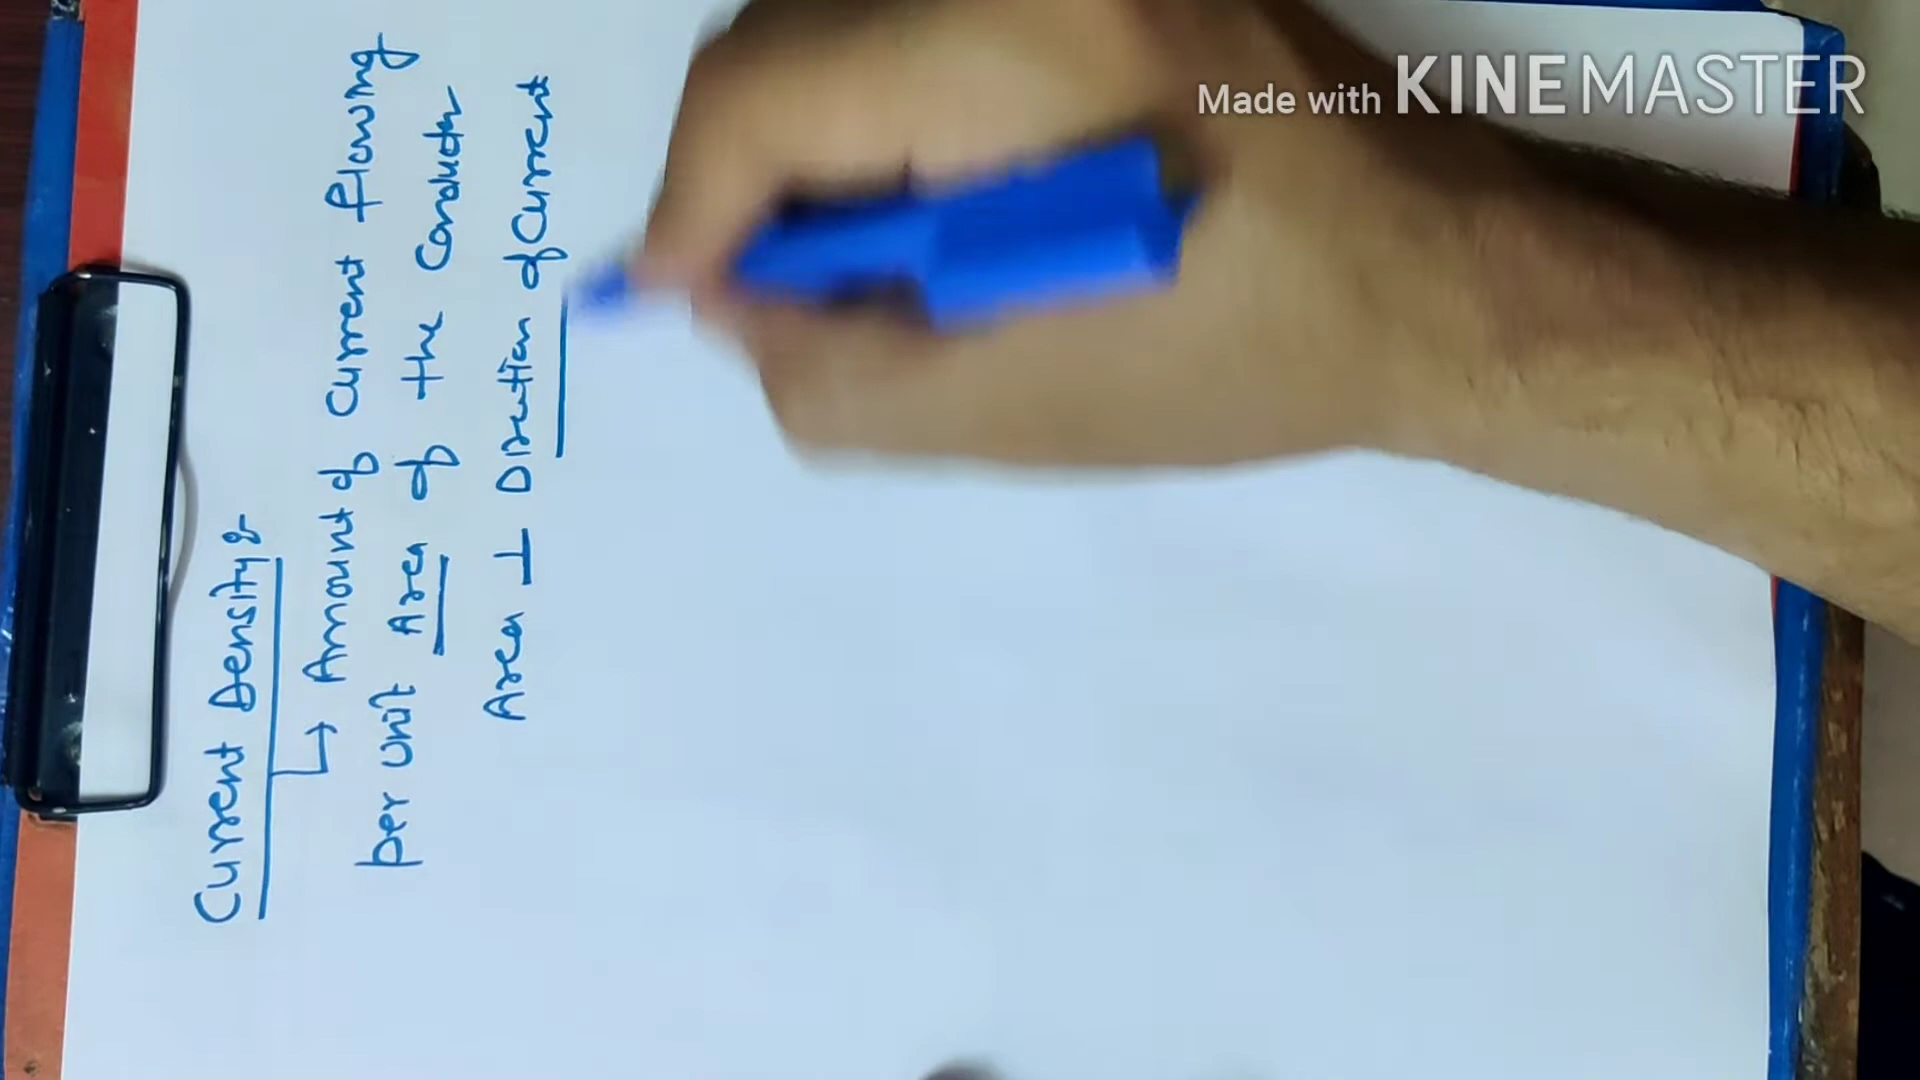 Current Density:-
↳ Amount of Current flowing
per unit Area of the Conductor
Area ⊥ Direction of Current
Made with KINEMASTER